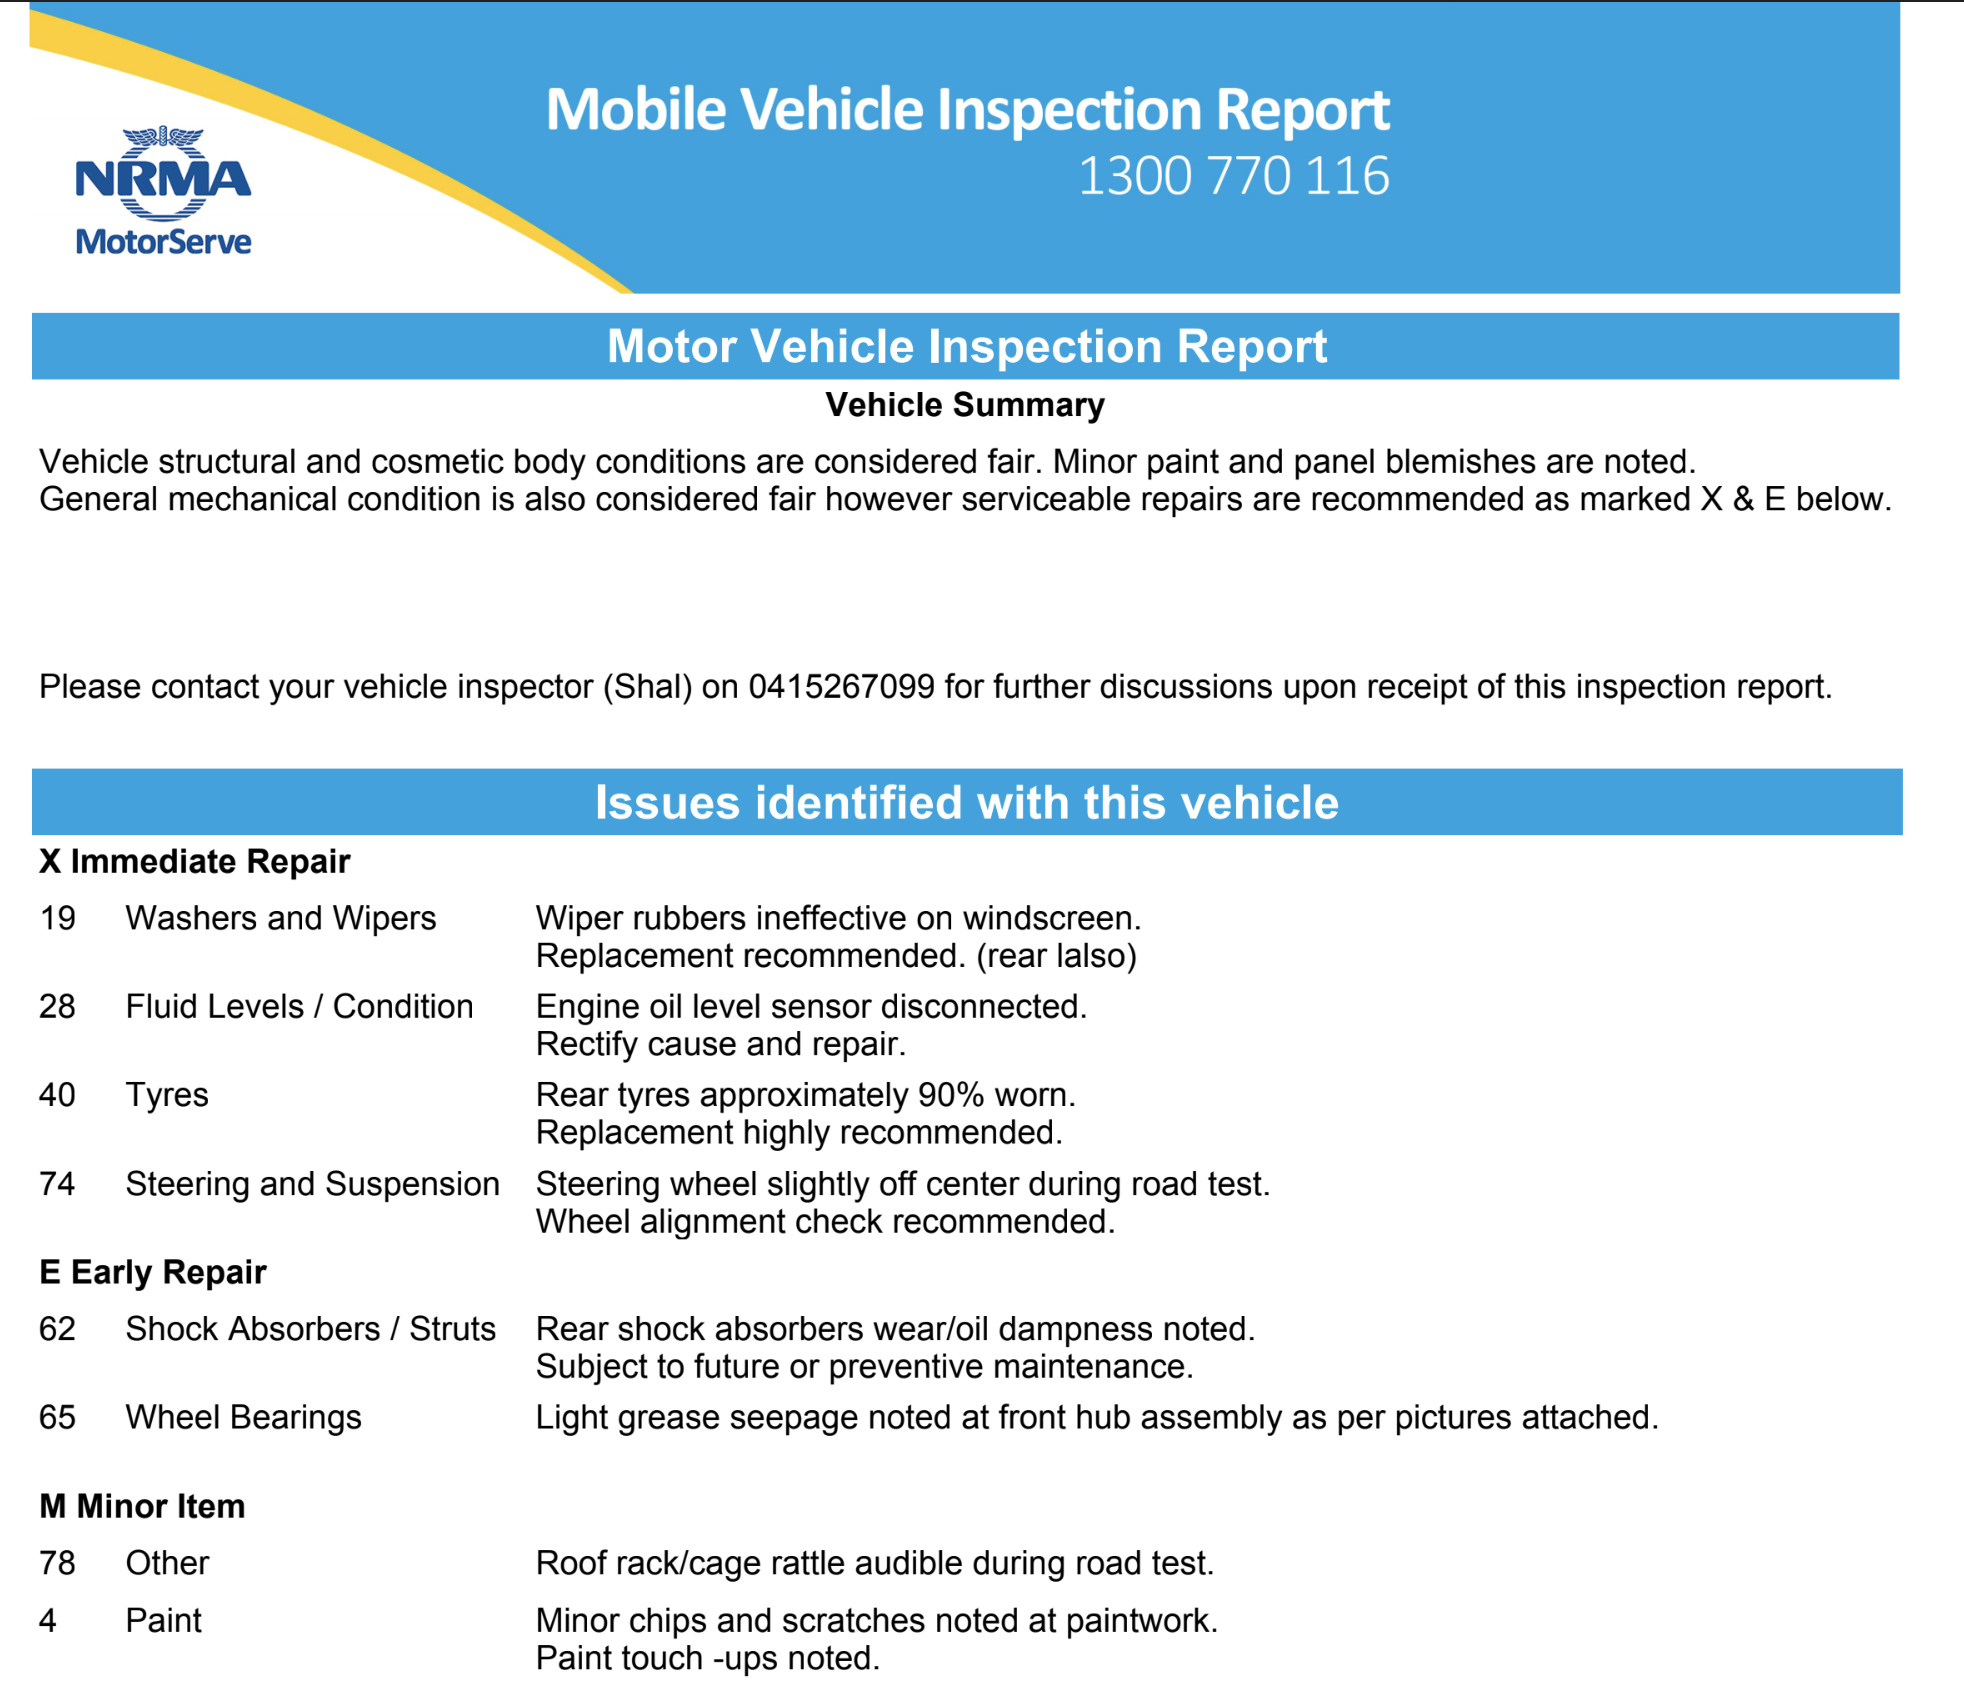 Mobile Vehicle Inspection Report
1300 770 116
NRMA
MotorServe
Motor Vehicle Inspection Report
Vehicle Summary
Vehicle structural and cosmetic body conditions are considered fair. Minor paint and panel blemishes are noted.
General mechanical condition is also considered fair however serviceable repairs are recommended as marked X & E below.
Please contact your vehicle inspector (Shal) on 0415267099 for further discussions upon receipt of this inspection report.
Issues identified with this vehicle
X Immediate Repair
19 Washers and Wipers Wiper rubbers ineffective on windscreen.
Replacement recommended. (rear lalso)
28 Fluid Levels / Condition Engine oil level sensor disconnected.
Rectify cause and repair.
40 Tyres Rear tyres approximately 90% worn.
Replacement highly recommended.
74 Steering and Suspension Steering wheel slightly off center during road test.
Wheel alignment check recommended.
E Early Repair
62 Shock Absorbers / Struts Rear shock absorbers wear/oil dampness noted.
Subject to future or preventive maintenance.
65 Wheel Bearings Light grease seepage noted at front hub assembly as per pictures attached.
M Minor Item
78 Other Roof rack/cage rattle audible during road test.
4 Paint Minor chips and scratches noted at paintwork.
Paint touch -ups noted.